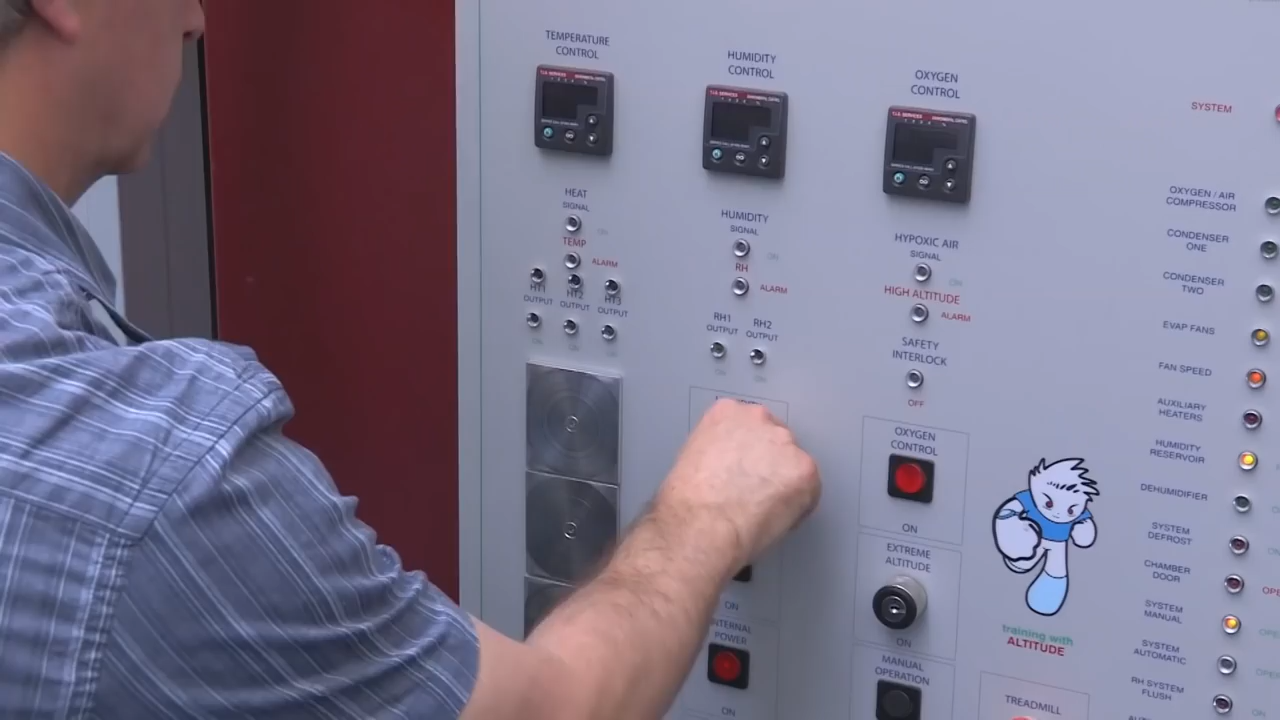 TEMPERATURE
CONTROL
HUMIDITY
CONTROL
OXYGEN
CONTROL
HEAT
SIGNAL
ON
TEMP
ALARM
HT1
OUTPUT
HT2
OUTPUT
HT3
OUTPUT
HUMIDITY
SIGNAL
ON
RH
ALARM
RH1
OUTPUT
RH2
OUTPUT
HYPOXIC AIR
SIGNAL
ON
HIGH ALTITUDE
ALARM
SAFETY
INTERLOCK
OFF
ON
INTERNAL
POWER
ON
OXYGEN
CONTROL
ON
EXTREME
ALTITUDE
ON
MANUAL
OPERATION
training with
ALTITUDE
TREADMILL
SYSTEM
OXYGEN / AIR
COMPRESSOR
CONDENSER
ONE
CONDENSER
TWO
EVAP FANS
FAN SPEED
AUXILIARY
HEATERS
HUMIDITY
RESERVOIR
DEHUMIDIFIER
SYSTEM
DEFROST
CHAMBER
DOOR
SYSTEM
MANUAL
SYSTEM
AUTOMATIC
RH SYSTEM
FLUSH